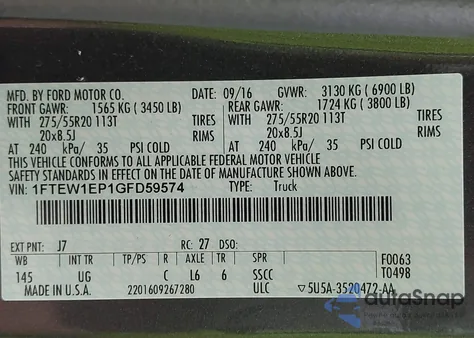 MFD. BY FORD MOTOR CO. DATE: 09/16 GVWR: 3130 KG ( 6900 LB)
FRONT GAWR: 1565 KG ( 3450 LB) REAR GAWR: 1724 KG ( 3800 LB)
WITH 275/55R20 113T TIRES WITH 275/55R20 113T TIRES
20x8.5J RIMS 20x8.5J RIMS
AT 240 kPa/ 35 PSI COLD AT 240 kPa/ 35 PSI COLD
THIS VEHICLE CONFORMS TO ALL APPLICABLE FEDERAL MOTOR VEHICLE
SAFETY STANDARDS IN EFFECT ON THE DATE OF MANUFACTURE SHOWN ABOVE.
VIN: 1FTEW1EP1GFD59574 TYPE: Truck
EXT PNT: J7 RC: 27 DSO:
WB INT TR TP/PS R AXLE TR SPR F0063
145 UG C L6 6 SSCC T0498
MADE IN U.S.A. 2201609267280 ULC ▽5U5A-3520472-AA
autoSnap